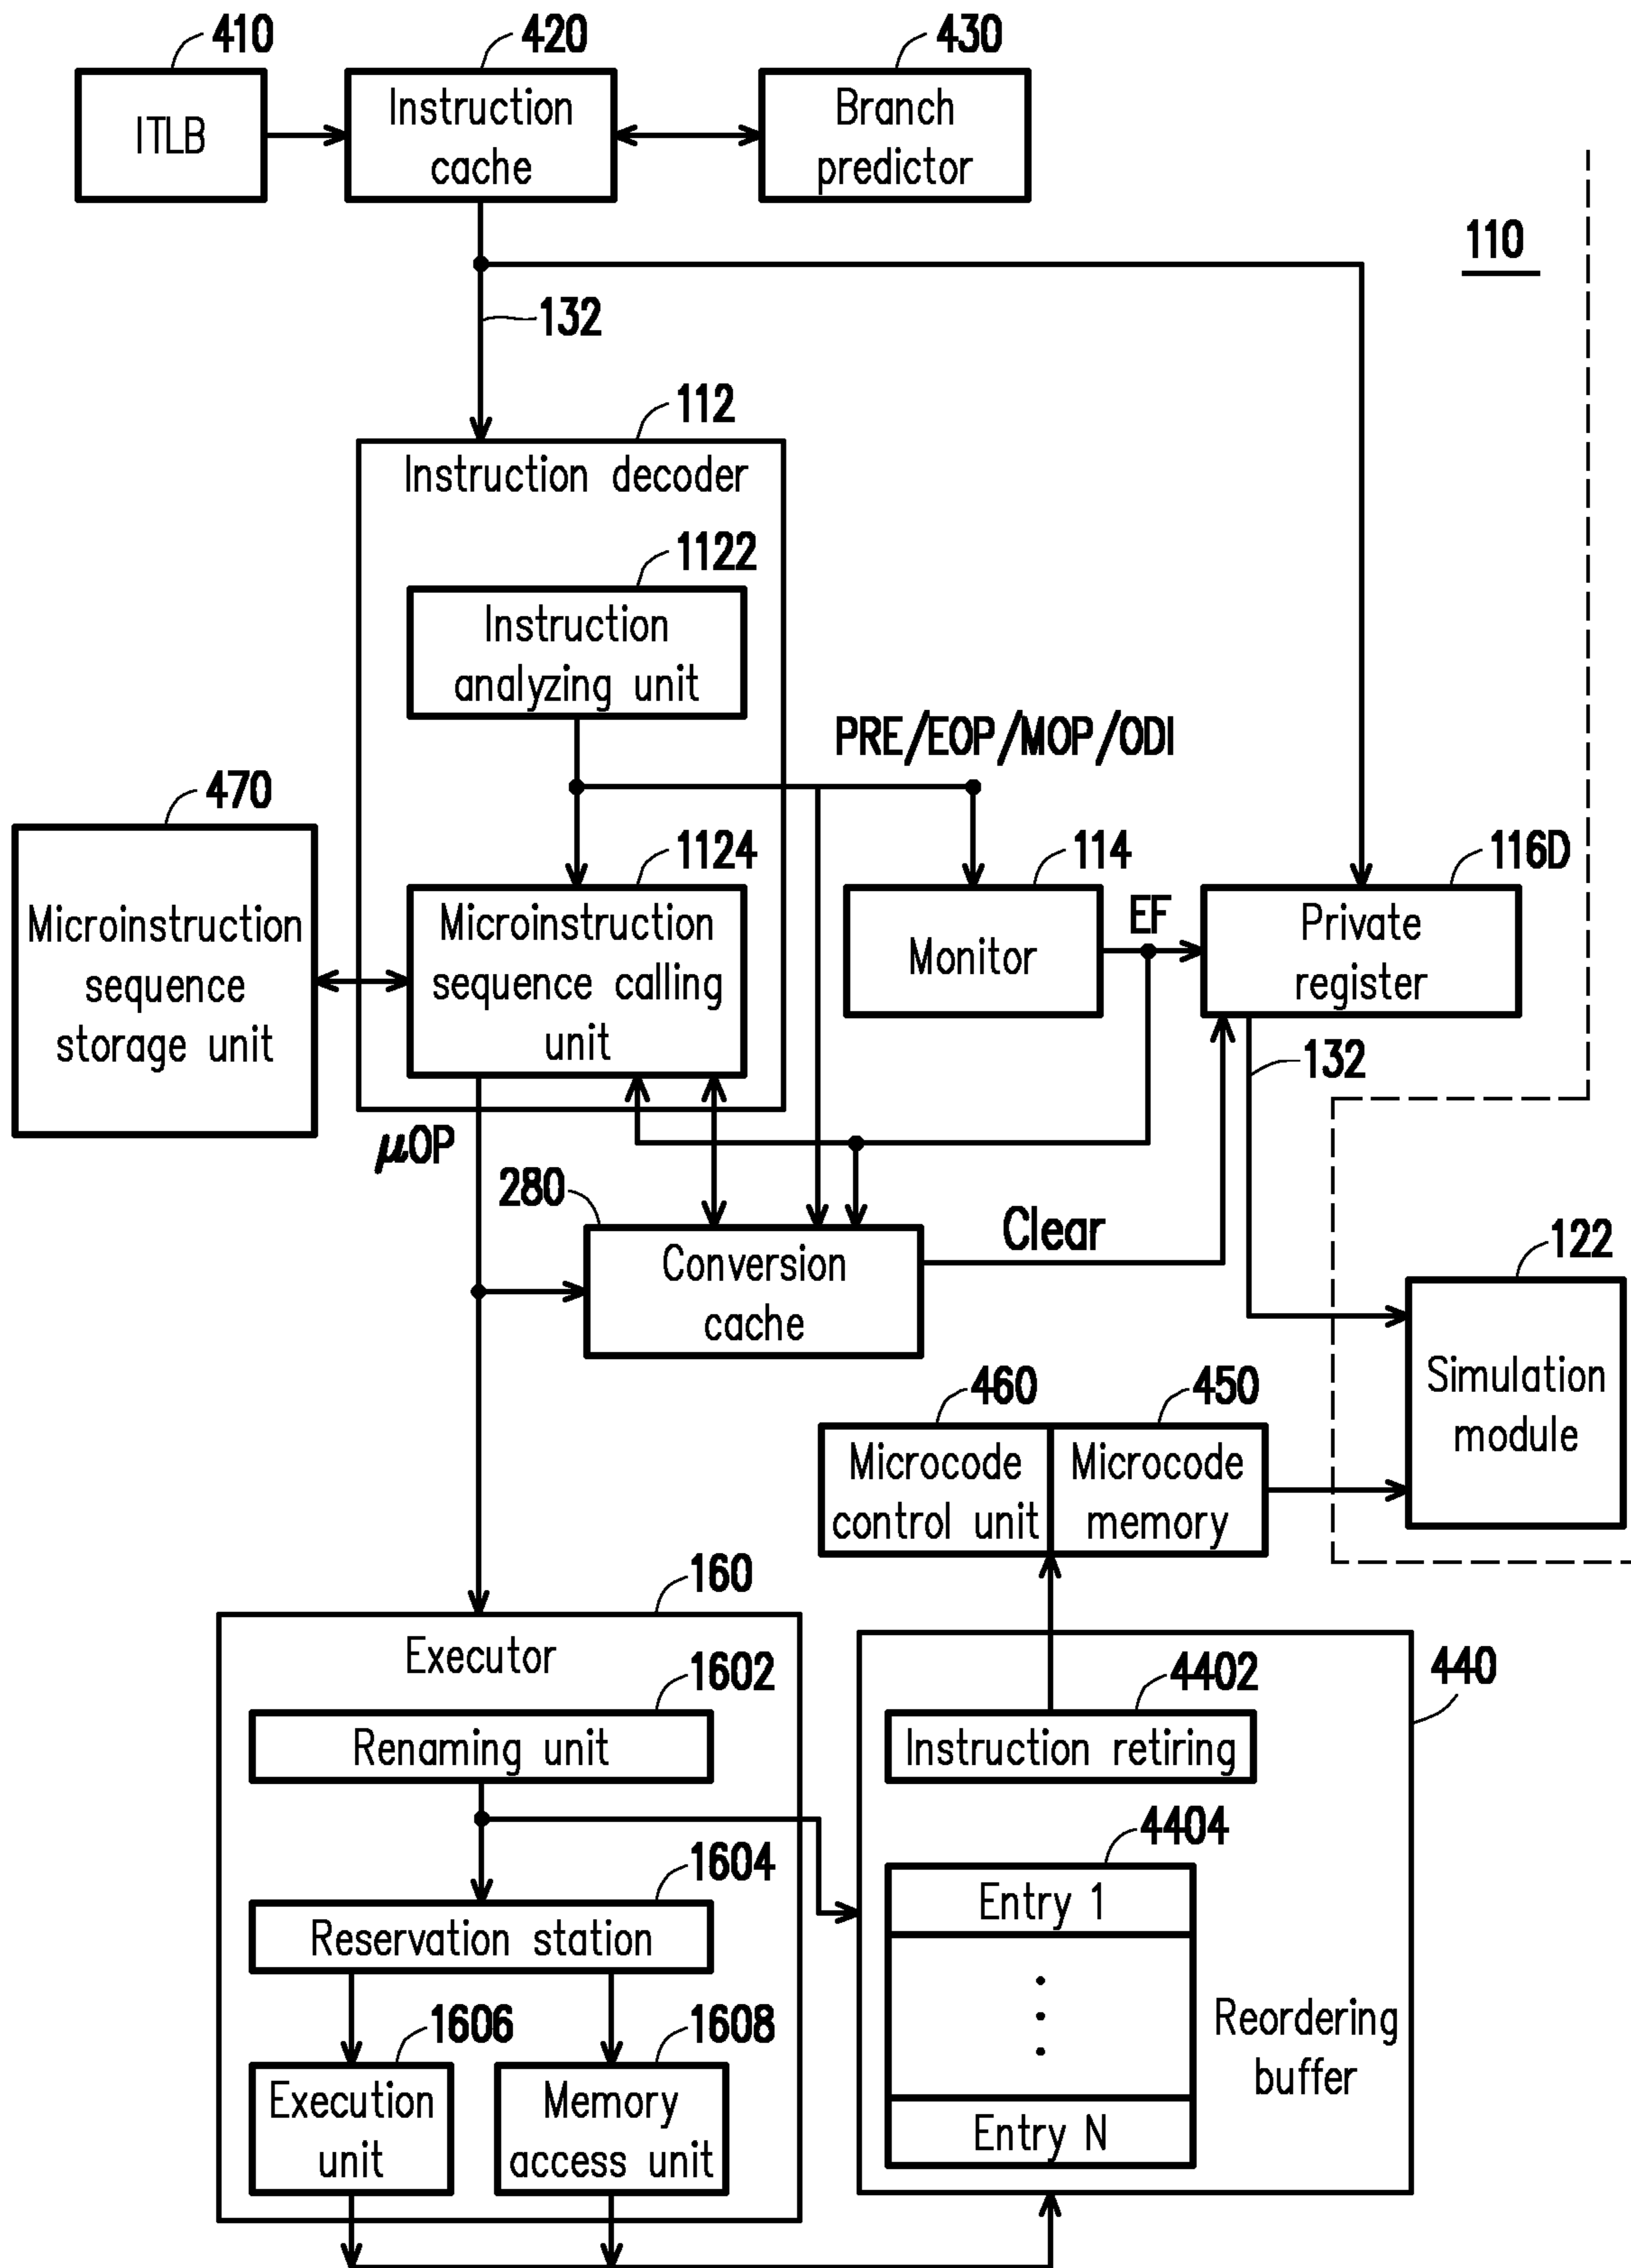 410
420
430
ITLB
Instruction
cache
Branch
predictor
110
132
112
Instruction decoder
1122
Instruction
analyzing unit
PRE/EOP/MOP/ODI
470
1124
114
116D
Microinstruction
sequence
storage unit
Microinstruction
sequence calling
unit
Monitor
EF
Private
register
132
μOP
280
Clear
122
Conversion
cache
Simulation
module
460
450
Microcode
control unit
Microcode
memory
160
Executor
1602
Renaming unit
440
4402
Instruction retiring
1604
Reservation station
4404
Entry 1
Entry N
Reordering
buffer
1606
1608
Execution
unit
Memory
access unit